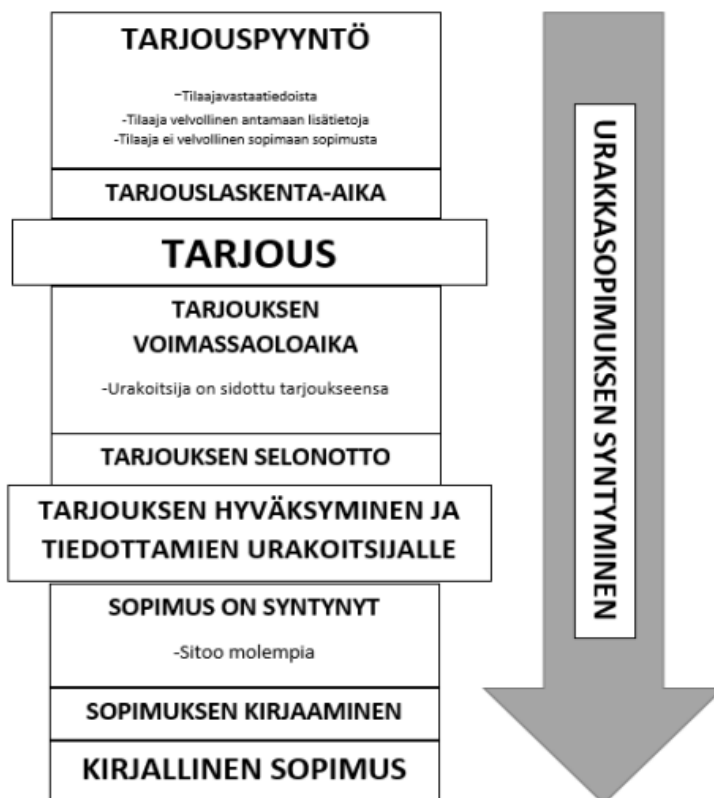 TARJOUSPYYNTÖ
-Tilaajavastaatiedoista
-Tilaaja velvollinen antamaan lisätietoja
-Tilaaja ei velvollinen sopimaan sopimusta
TARJOUSLASKENTA-AIKA
TARJOUS
TARJOUKSEN
VOIMASSAOLOAIKA
-Urakoitsija on sidottu tarjoukseensa
TARJOUKSEN SELONOTTO
TARJOUKSEN HYVÄKSYMINEN JA
TIEDOTTAMIEN URAKOITSIJALLE
SOPIMUS ON SYNTYNYT
-Sitoo molempia
SOPIMUKSEN KIRJAAMINEN
KIRJALLINEN SOPIMUS
URAKKASOPIMUKSEN SYNTYMINEN